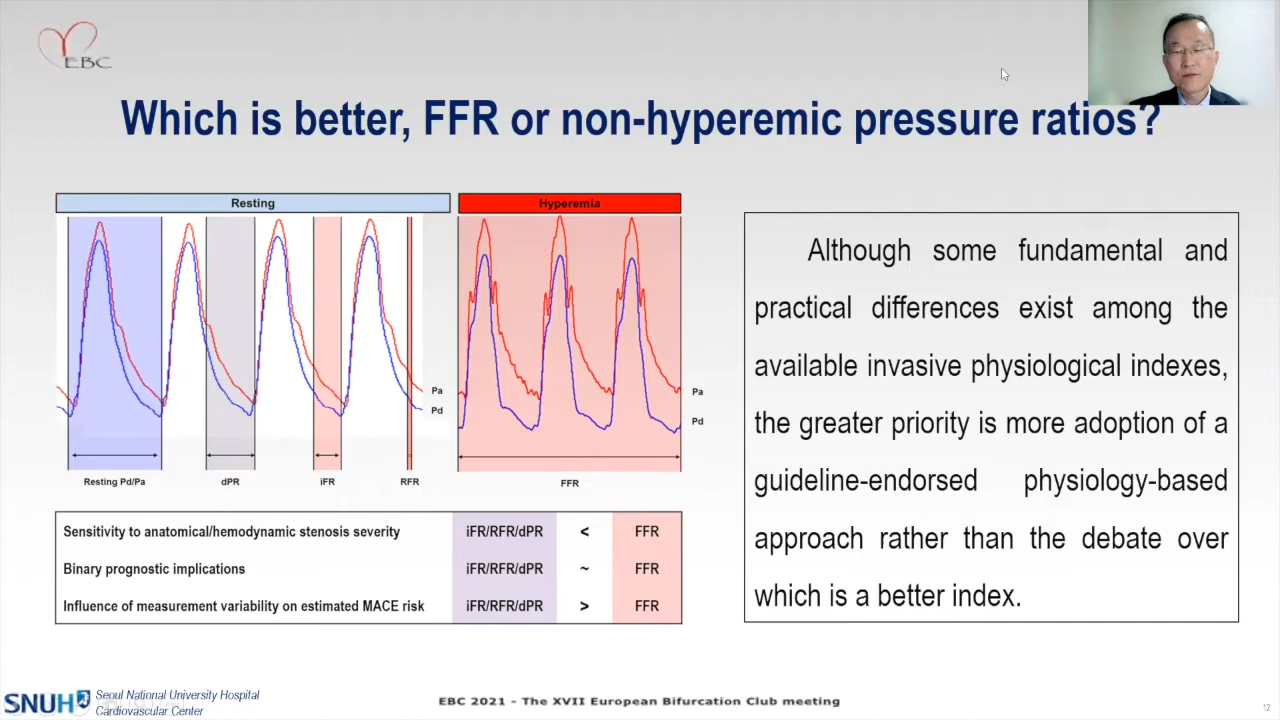 EBC
Which is better, FFR or non-hyperemic pressure ratios?
Resting
Hyperemia
Pa
Pd
Pa
Pd
Resting Pd/Pa
dPR
iFR
RFR
FFR
Sensitivity to anatomical/hemodynamic stenosis severity iFR/RFR/dPR < FFR
Binary prognostic implications iFR/RFR/dPR ~ FFR
Influence of measurement variability on estimated MACE risk iFR/RFR/dPR > FFR
Although some fundamental and
practical differences exist among the
available invasive physiological indexes,
the greater priority is more adoption of a
guideline-endorsed physiology-based
approach rather than the debate over
which is a better index.
SNUH Seoul National University Hospital
Cardiovascular Center
EBC 2021 - The XVII European Bifurcation Club meeting
12